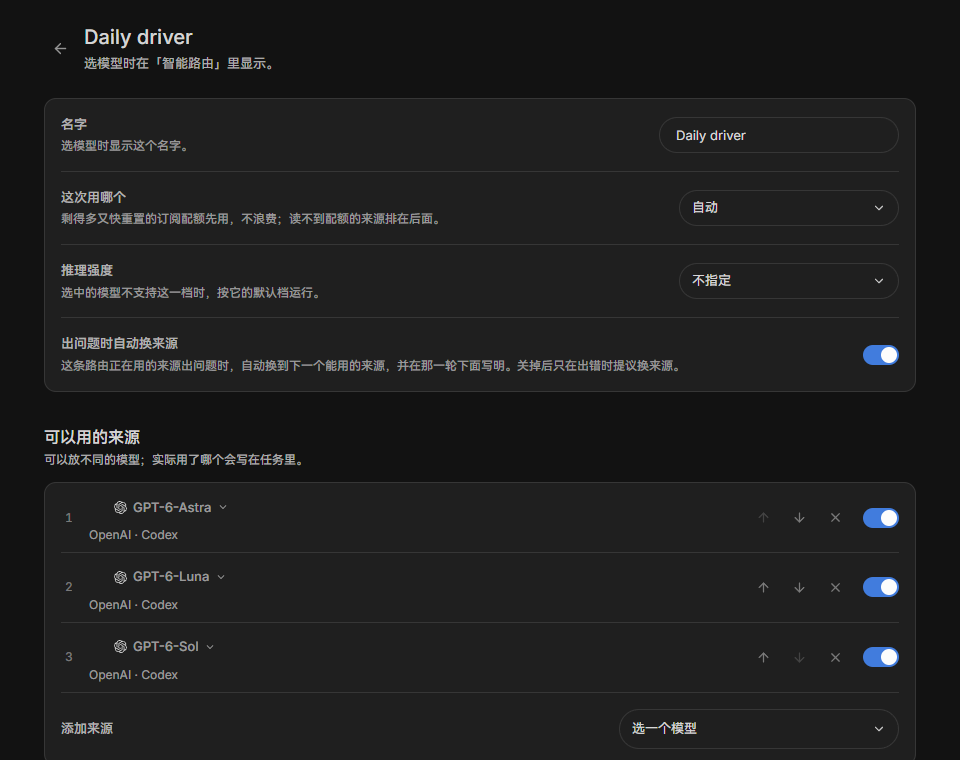 Daily driver
选模型时在「智能路由」里显示。
名字
选模型时显示这个名字。
Daily driver
这次用哪个
剩得多又快重置的订阅配额先用，不浪费；读不到配额的来源排在后面。
自动
推理强度
选中的模型不支持这一档时，按它的默认档运行。
不指定
出问题时自动换来源
这条路由正在用的来源出问题时，自动换到下一个能用的来源，并在那一轮下面写明。关掉后只在出错时提议换来源。
可以用的来源
可以放不同的模型；实际用了哪个会写在任务里。
1
GPT-6-Astra
OpenAI · Codex
2
GPT-6-Luna
OpenAI · Codex
3
GPT-6-Sol
OpenAI · Codex
添加来源
选一个模型